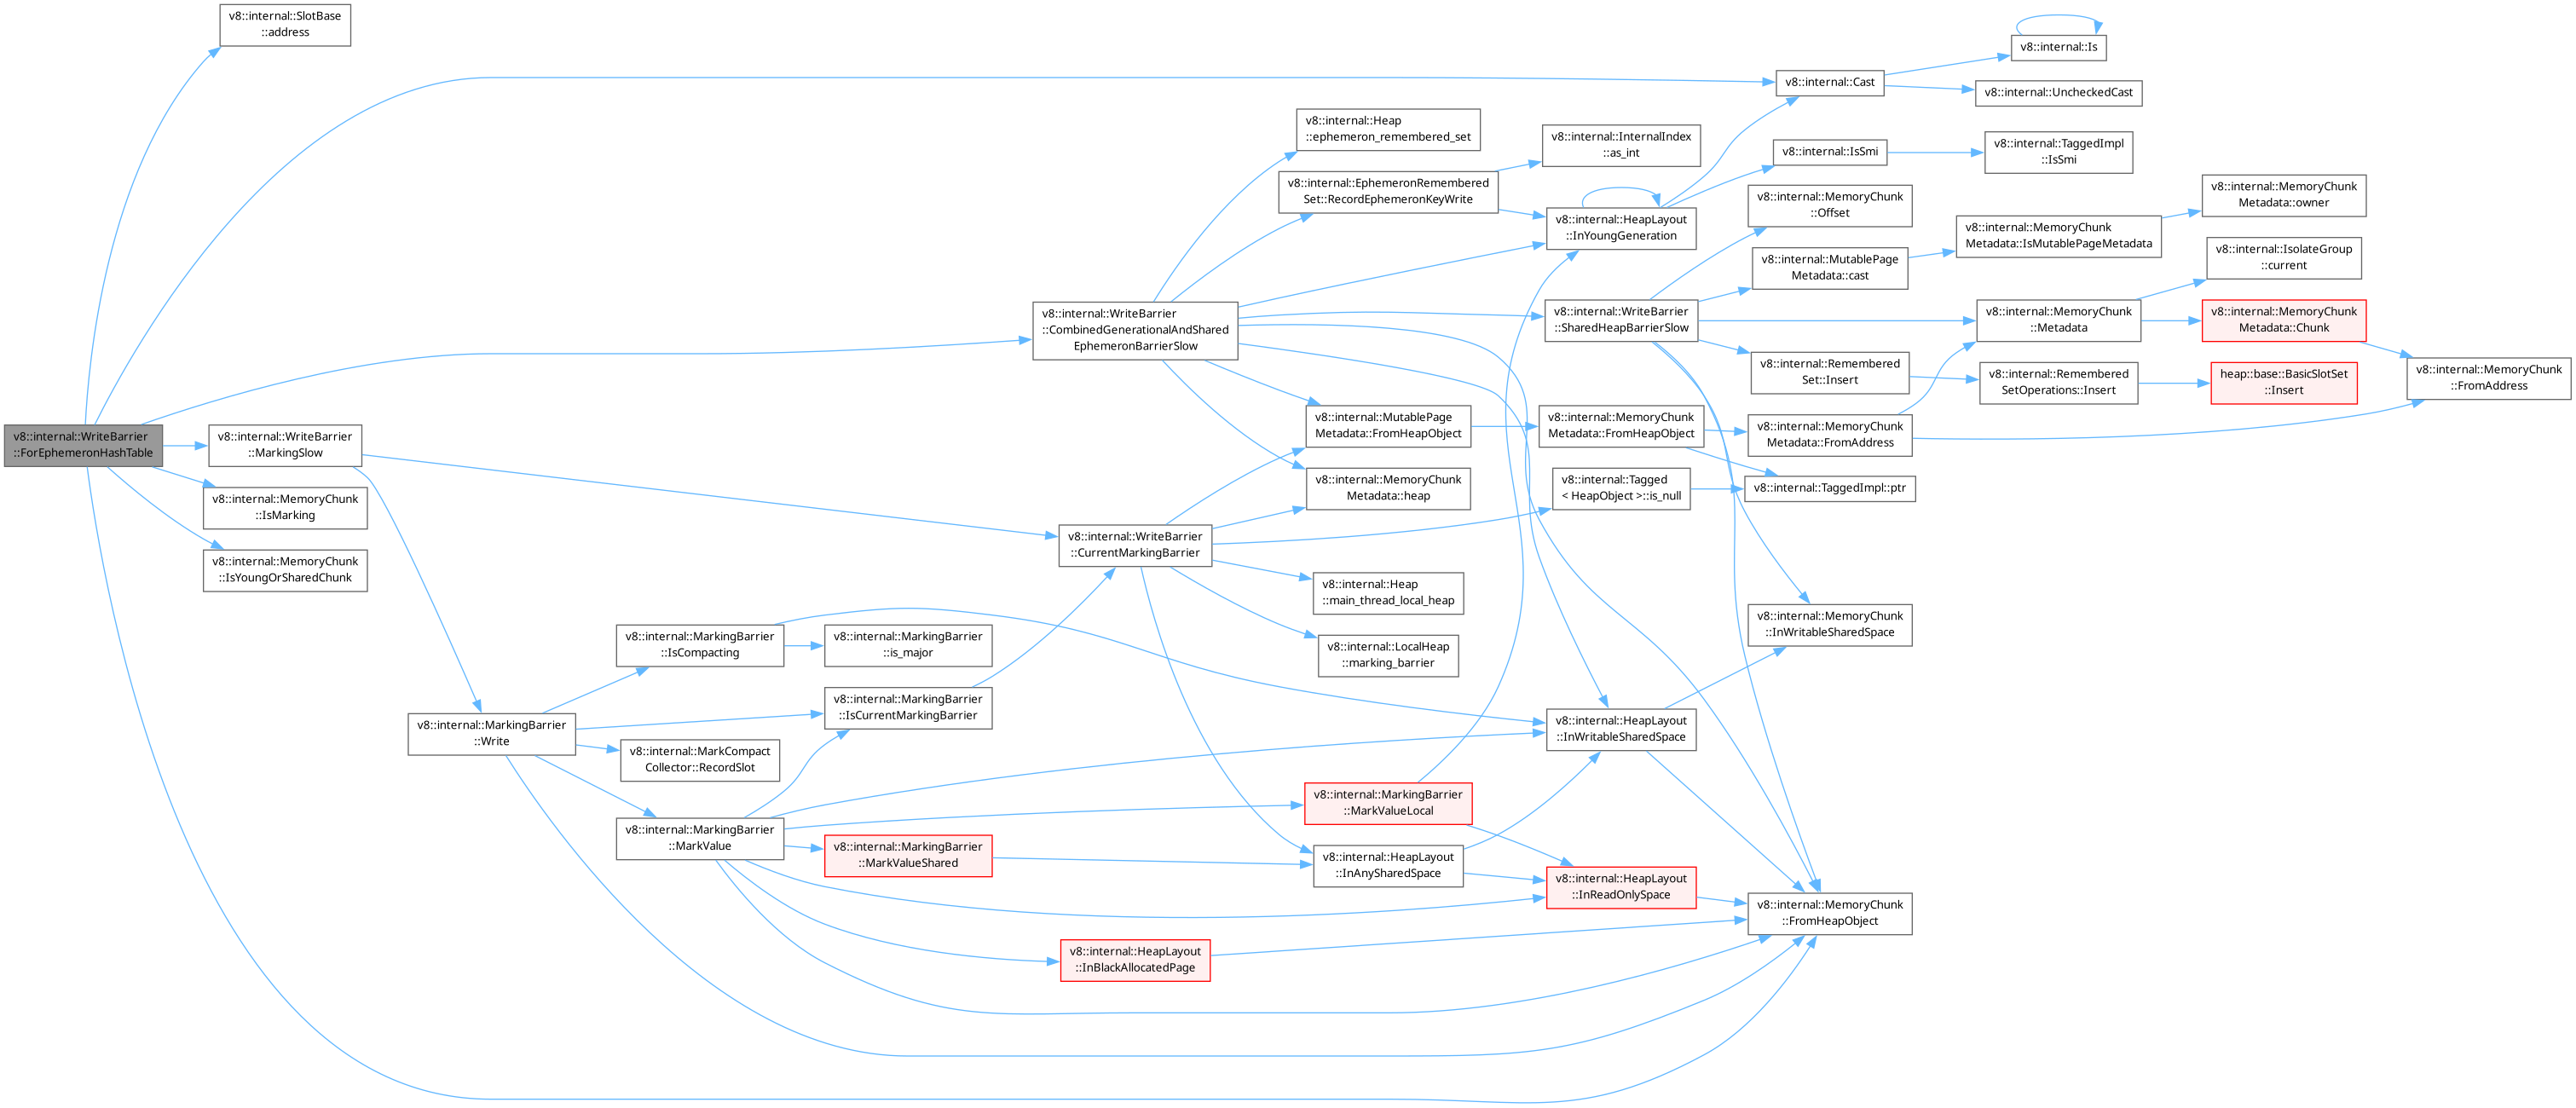 v8::internal::SlotBase
::address
v8::internal::Is
v8::internal::Cast
v8::internal::UncheckedCast
v8::internal::Heap
::ephemeron_remembered_set
v8::internal::InternalIndex
::as_int
v8::internal::IsSmi
v8::internal::TaggedImpl
::IsSmi
v8::internal::EphemeronRemembered
Set::RecordEphemeronKeyWrite
v8::internal::HeapLayout
::InYoungGeneration
v8::internal::MemoryChunk
::Offset
v8::internal::MemoryChunk
Metadata::owner
v8::internal::MemoryChunk
Metadata::IsMutablePageMetadata
v8::internal::MutablePage
Metadata::cast
v8::internal::IsolateGroup
::current
v8::internal::WriteBarrier
::CombinedGenerationalAndShared
EphemeronBarrierSlow
v8::internal::WriteBarrier
::SharedHeapBarrierSlow
v8::internal::MemoryChunk
::Metadata
v8::internal::MemoryChunk
Metadata::Chunk
v8::internal::Remembered
Set::Insert
v8::internal::Remembered
SetOperations::Insert
heap::base::BasicSlotSet
::Insert
v8::internal::MemoryChunk
::FromAddress
v8::internal::WriteBarrier
::ForEphemeronHashTable
v8::internal::WriteBarrier
::MarkingSlow
v8::internal::MutablePage
Metadata::FromHeapObject
v8::internal::MemoryChunk
Metadata::FromHeapObject
v8::internal::MemoryChunk
Metadata::FromAddress
v8::internal::MemoryChunk
::IsMarking
v8::internal::MemoryChunk
Metadata::heap
v8::internal::Tagged
< HeapObject >::is_null
v8::internal::TaggedImpl::ptr
v8::internal::MemoryChunk
::IsYoungOrSharedChunk
v8::internal::WriteBarrier
::CurrentMarkingBarrier
v8::internal::Heap
::main_thread_local_heap
v8::internal::LocalHeap
::marking_barrier
v8::internal::MemoryChunk
::InWritableSharedSpace
v8::internal::MarkingBarrier
::IsCompacting
v8::internal::MarkingBarrier
::is_major
v8::internal::MarkingBarrier
::IsCurrentMarkingBarrier
v8::internal::MarkingBarrier
::Write
v8::internal::MarkCompact
Collector::RecordSlot
v8::internal::HeapLayout
::InWritableSharedSpace
v8::internal::MarkingBarrier
::MarkValueLocal
v8::internal::MarkingBarrier
::MarkValue
v8::internal::MarkingBarrier
::MarkValueShared
v8::internal::HeapLayout
::InAnySharedSpace
v8::internal::HeapLayout
::InReadOnlySpace
v8::internal::MemoryChunk
::FromHeapObject
v8::internal::HeapLayout
::InBlackAllocatedPage